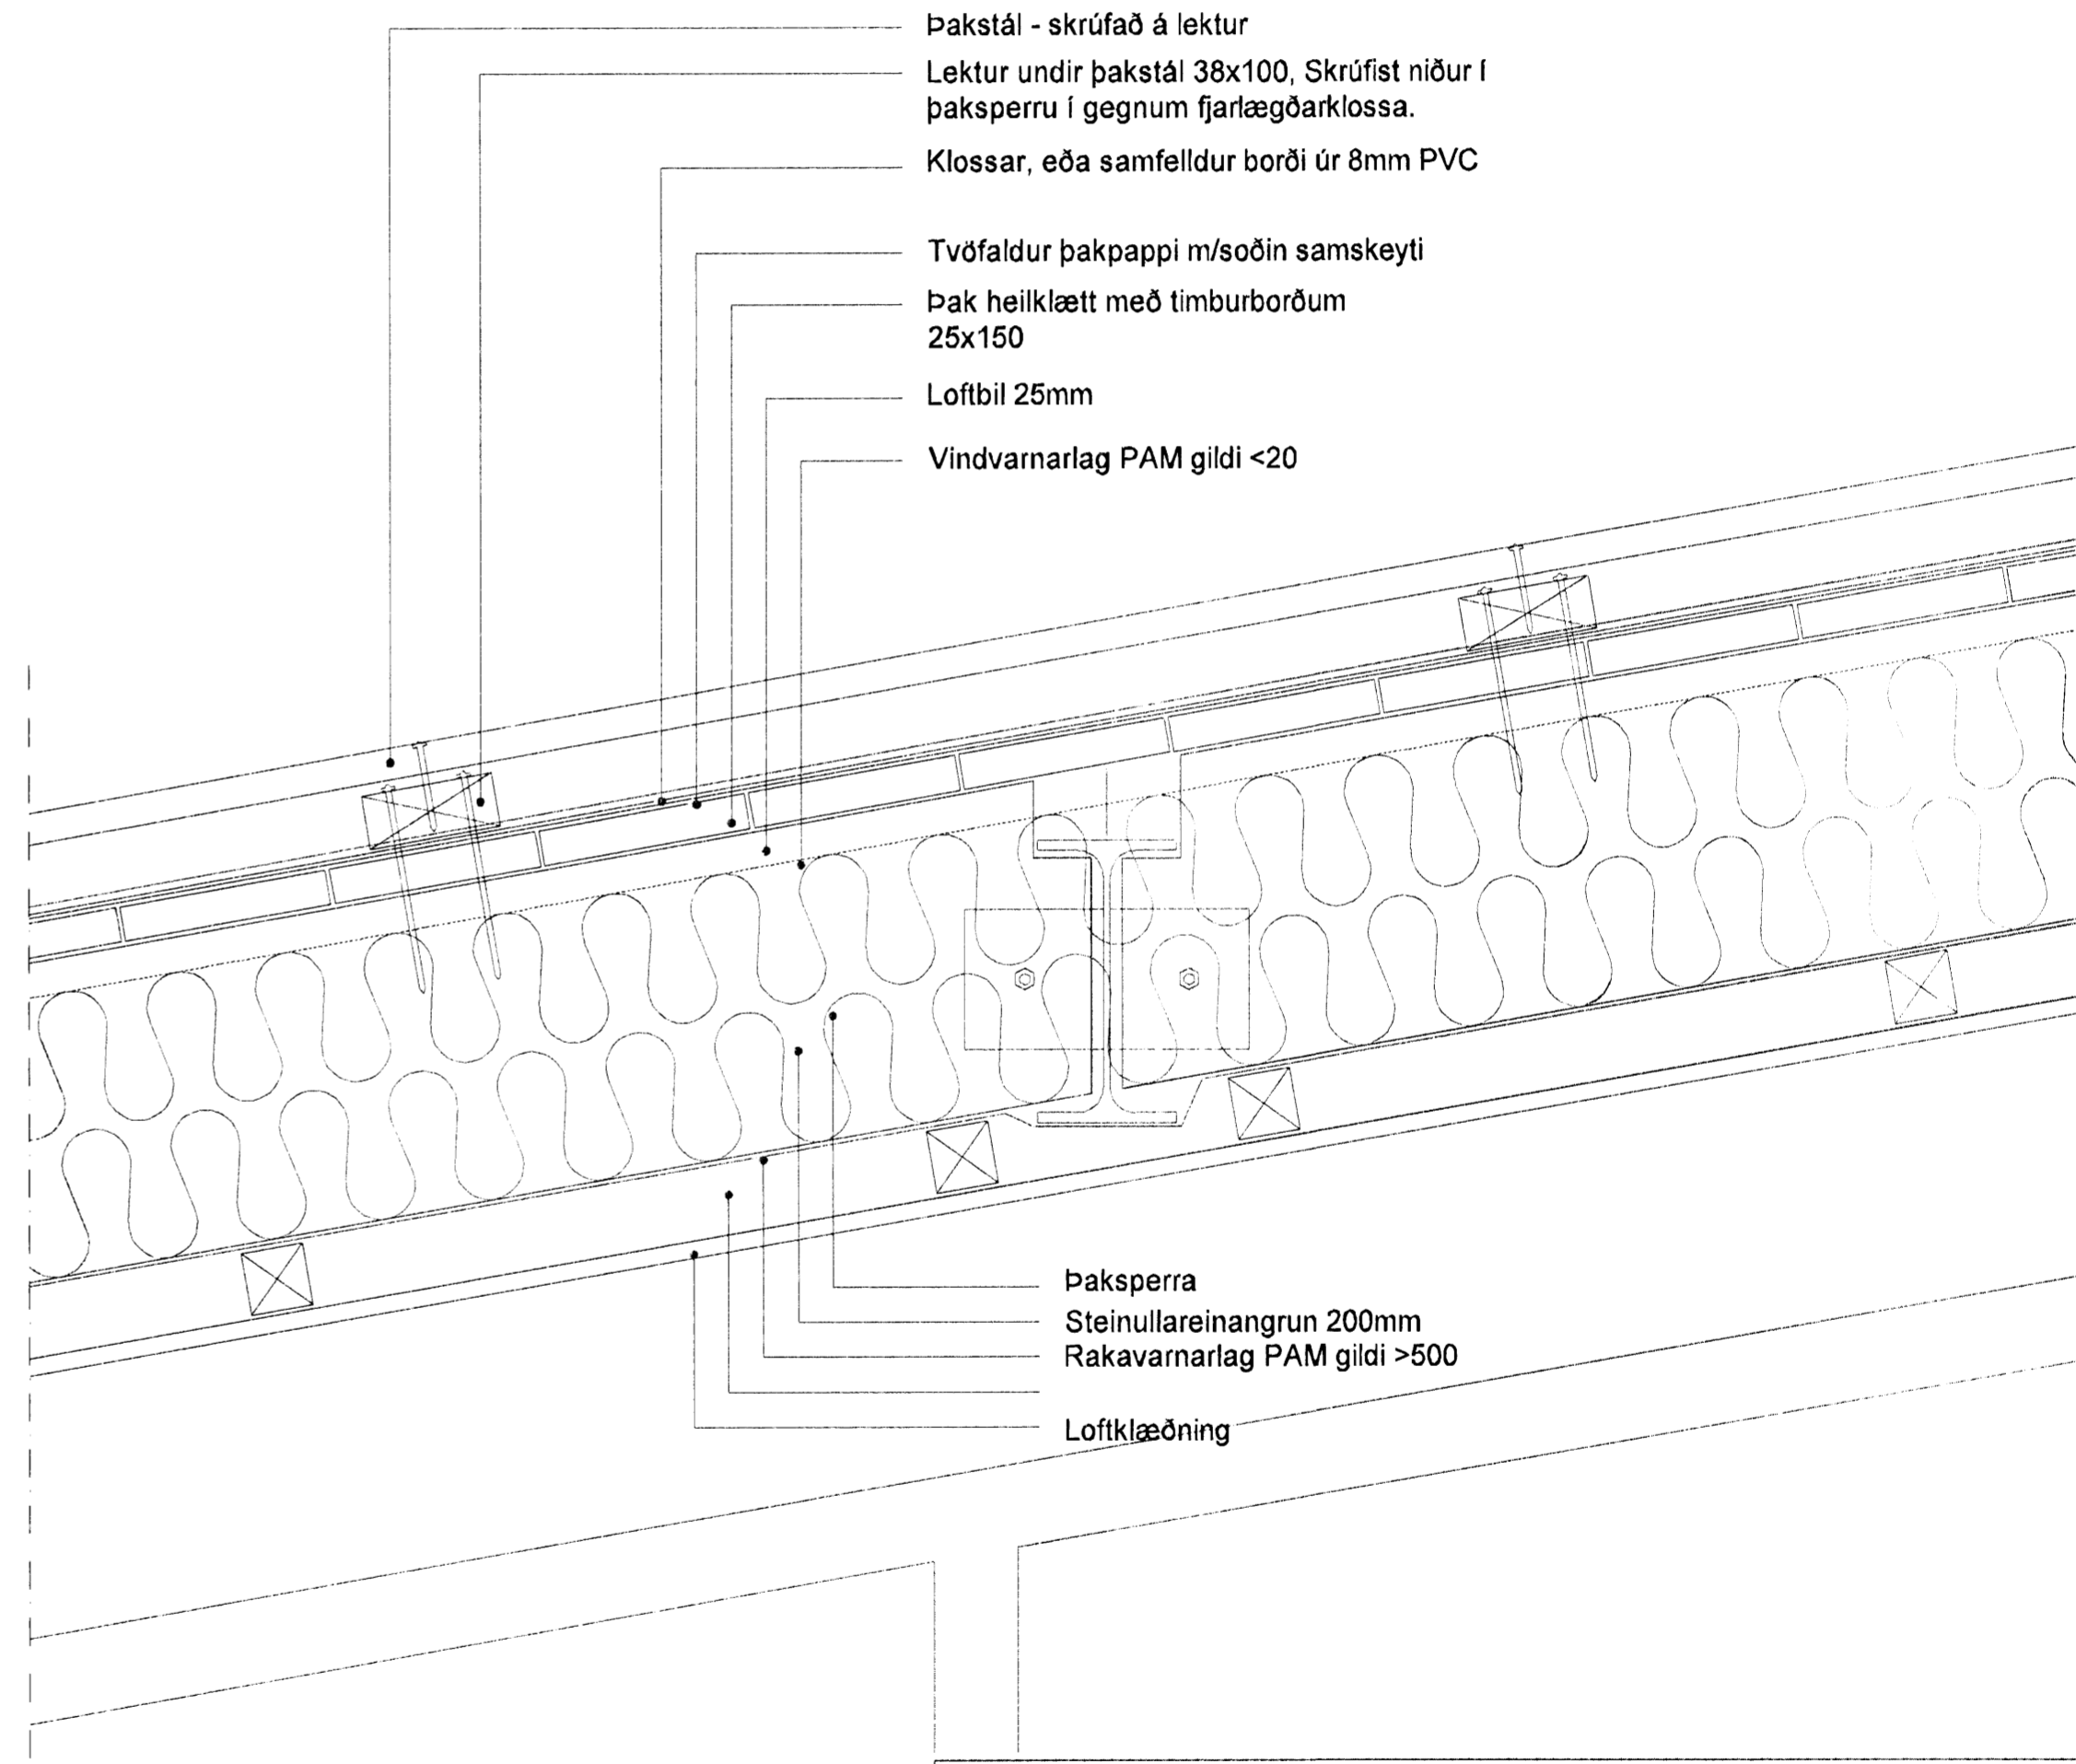 Þakstál - skrúfað á lektur
Lektur undir þakstál 38x100, Skrúfist niður í
þaksperru í gegnum fjarlægðarklossa.
Klossar, eða samfelldur borði úr 8mm PVC
Tvöfaldur þakpappi m/soðin samskeyti
Þak heilklætt með timburborðum
25x150
Loftbil 25mm
Vindvarnarlag PAM gildi <20
Þaksperra
Steinullareinangrun 200mm
Rakavarnarlag PAM gildi >500
Loftklæðning